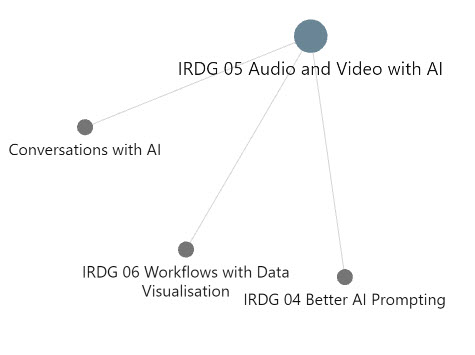 IRDG 05 Audio and Video with AI
Conversations with AI
IRDG 06 Workflows with Data
Visualisation
IRDG 04 Better AI Prompting